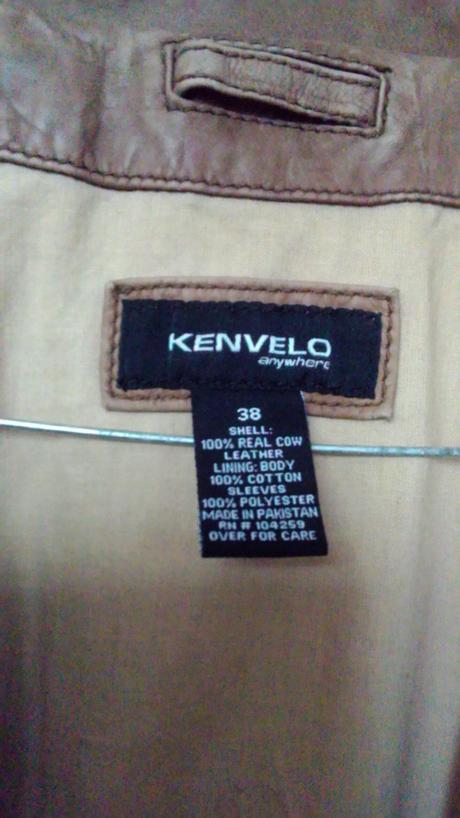 KENVELO
anywhere
38
SHELL:
100% REAL COW
LEATHER
LINING: BODY
100% COTTON
SLEEVES
100% POLYESTER
MADE IN PAKISTAN
RN # 104259
OVER FOR CARE